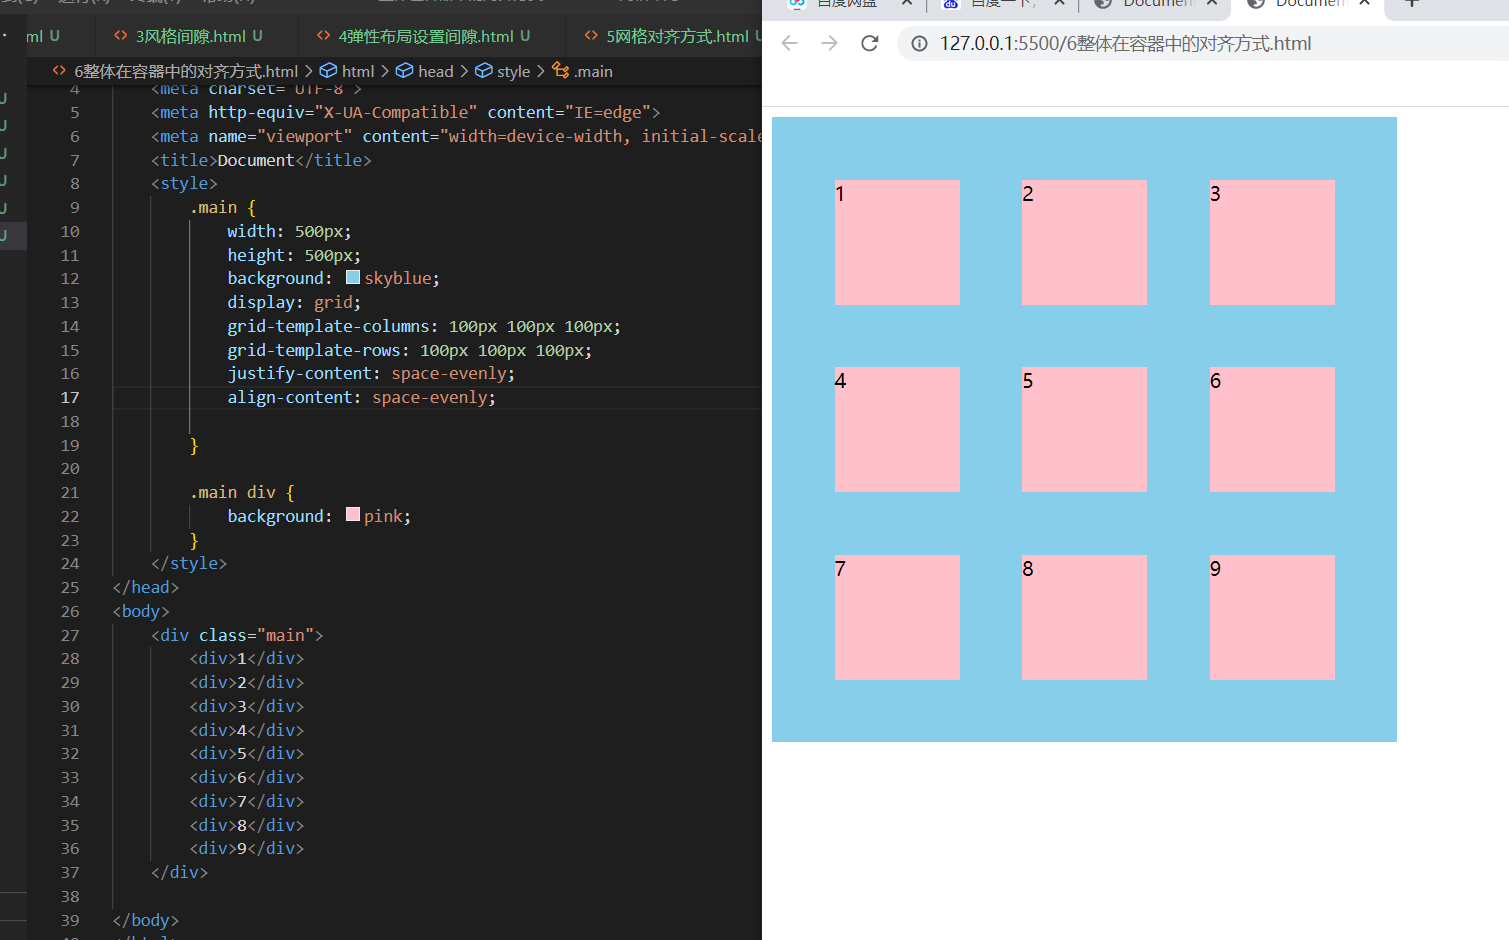 ml U
3风格间隙.html U
4弹性布局设置间隙.html U
5网格对齐方式.html U
6整体在容器中的对齐方式.html > html > head > style > .main
4 <meta charset="UTF-8">
5 <meta http-equiv="X-UA-Compatible" content="IE=edge">
6 <meta name="viewport" content="width=device-width, initial-scale
7 <title>Document</title>
8 <style>
9 .main {
10 width: 500px;
11 height: 500px;
12 background: skyblue;
13 display: grid;
14 grid-template-columns: 100px 100px 100px;
15 grid-template-rows: 100px 100px 100px;
16 justify-content: space-evenly;
17 align-content: space-evenly;
18
19 }
20
21 .main div {
22 background: pink;
23 }
24 </style>
25 </head>
26 <body>
27 <div class="main">
28 <div>1</div>
29 <div>2</div>
30 <div>3</div>
31 <div>4</div>
32 <div>5</div>
33 <div>6</div>
34 <div>7</div>
35 <div>8</div>
36 <div>9</div>
37 </div>
38
39 </body>
U
U
U
U
U
U
百度网盘
百度一下,
Document
Document
127.0.0.1:5500/6整体在容器中的对齐方式.html
1 2 3
4 5 6
7 8 9